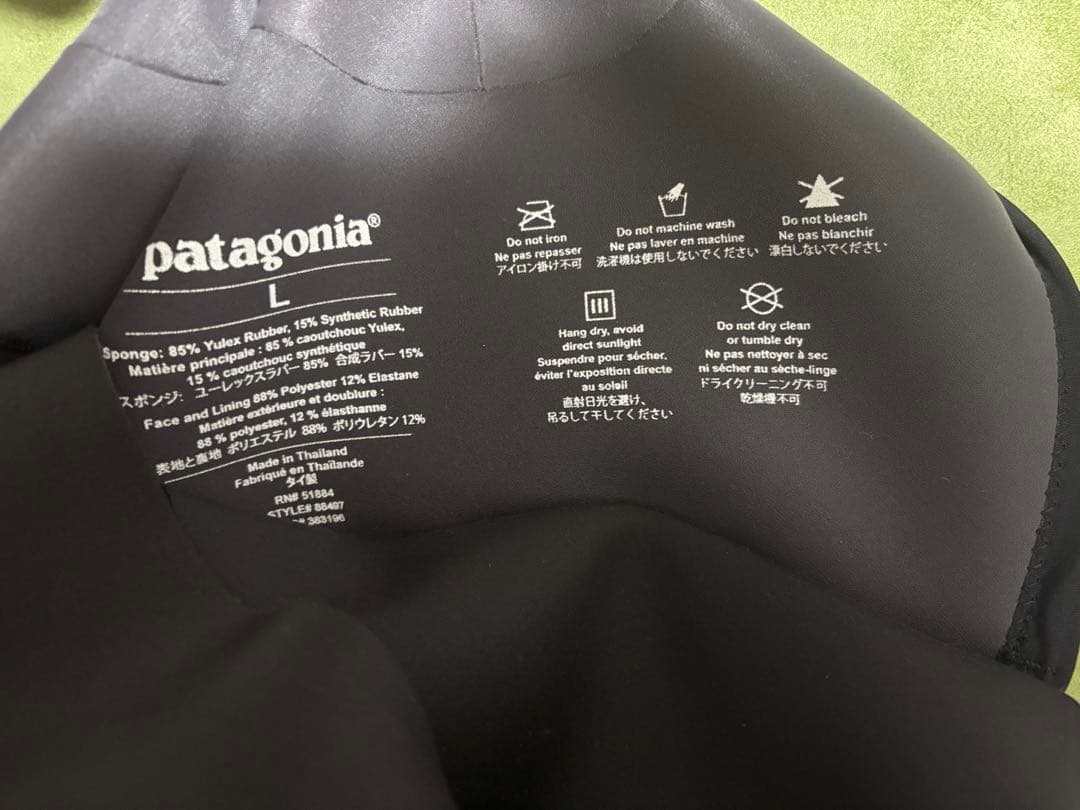 patagonia®
L
Sponge: 85% Yulex Rubber, 15% Synthetic Rubber
Matière principale : 85 % caoutchouc Yulex,
15 % caoutchouc synthétique
スポンジ: ユーレックスラバー 85% 合成ラバー 15%
Face and Lining 88% Polyester 12% Elastane
Matière extérieure et doublure :
88 % polyester, 12 % élasthanne
表地と裏地 ポリエステル 88% ポリウレタン 12%
Made in Thailand
Fabriqué en Thaïlande
タイ製
RN# 51884
STYLE# 88497
# 383196
Do not iron
Ne pas repasser
アイロン掛け不可
Do not machine wash
Ne pas laver en machine
洗濯機は使用しないでください
Do not bleach
Ne pas blanchir
漂白しないでください
Hang dry, avoid
direct sunlight
Suspendre pour sécher,
éviter l'exposition directe
au soleil
直射日光を避け、
吊るして干してください
Do not dry clean
or tumble dry
Ne pas nettoyer à sec
ni sécher au sèche-linge
ドライクリーニング不可
乾燥機不可